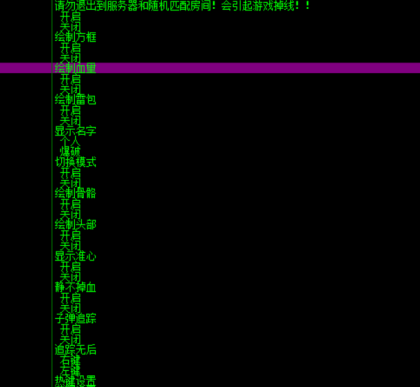 请勿退出到服务器和随机匹配房间！会引起游戏掉线！！
开启
关闭
绘制方框
开启
关闭
绘制血量
开启
关闭
绘制雷包
开启
关闭
显示名字
个人
爆破
切换模式
开启
关闭
绘制骨骼
开启
关闭
绘制头部
开启
关闭
显示准心
开启
关闭
静不掉血
开启
关闭
子弹追踪
开启
关闭
追踪无后
右键
左键
热键设置